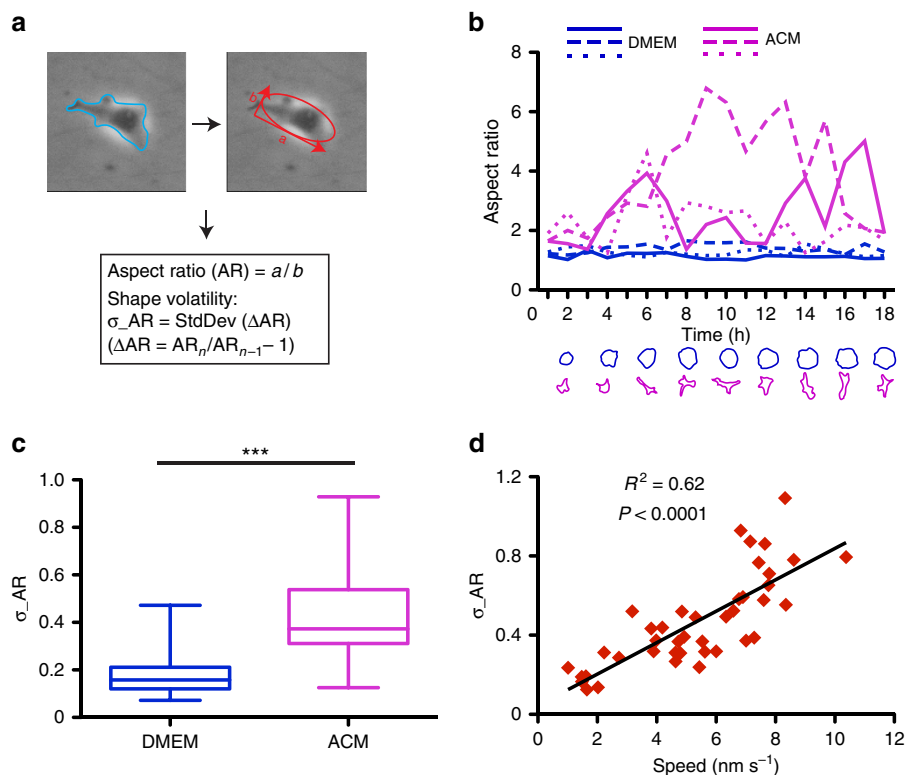 a
b
a
Aspect ratio (AR) = a/b
Shape volatility:
σ_AR = StdDev (ΔAR)
(ΔAR = ARₙ/ARₙ₋₁ – 1)
b
DMEM
ACM
8
6
4
2
0
Aspect ratio
2 4 6 8 10 12 14 16 18
Time (h)
c
***
1.0
0.8
0.6
0.4
0.2
0
σ_AR
DMEM ACM
d
R² = 0.62
P < 0.0001
1.2
0.8
0.4
0
σ_AR
0 2 4 6 8 10 12
Speed (nm s⁻¹)